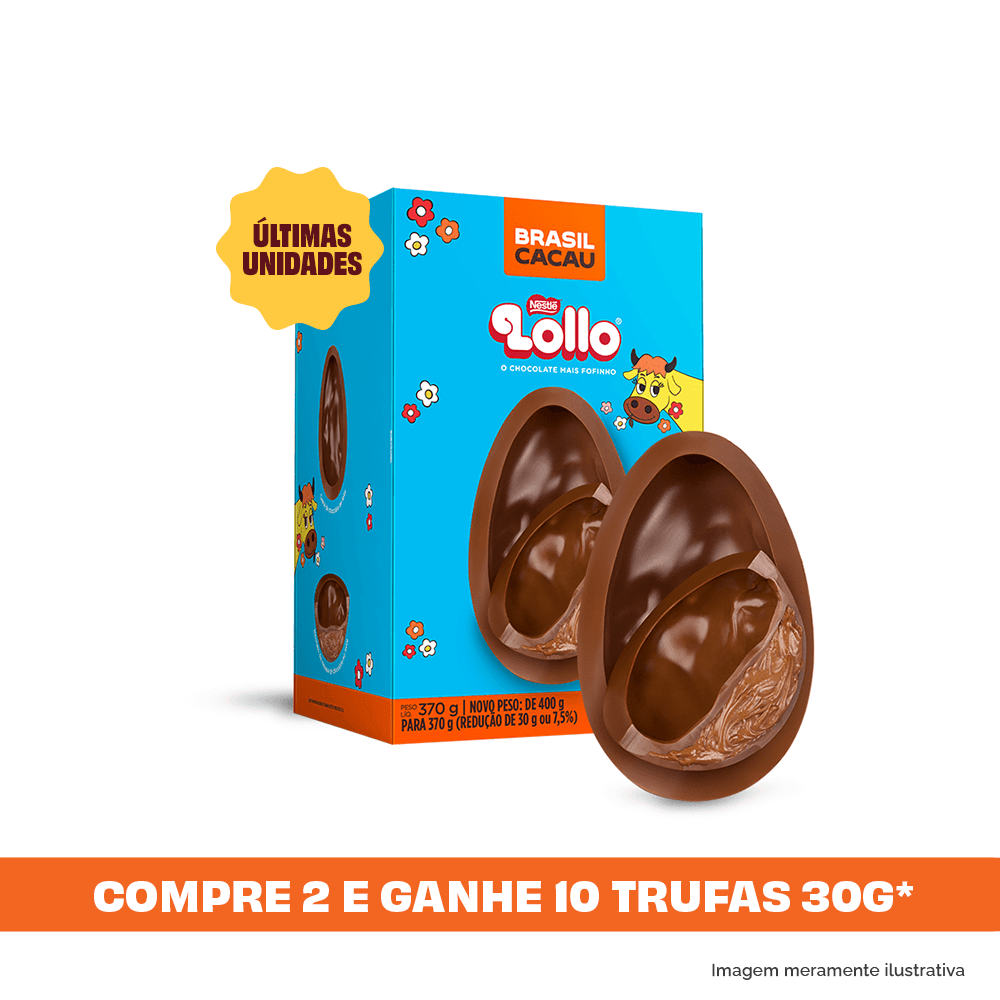 ÚLTIMAS
UNIDADES
BRASIL
CACAU
Nestlé
Lollo®
O CHOCOLATE MAIS FOFINHO
PESO
LÍQ.
370 g | NOVO PESO: DE 400 g
PARA 370 g (REDUÇÃO DE 30 g ou 7,5%)
COMPRE 2 E GANHE 10 TRUFAS 30G*
Imagem meramente ilustrativa